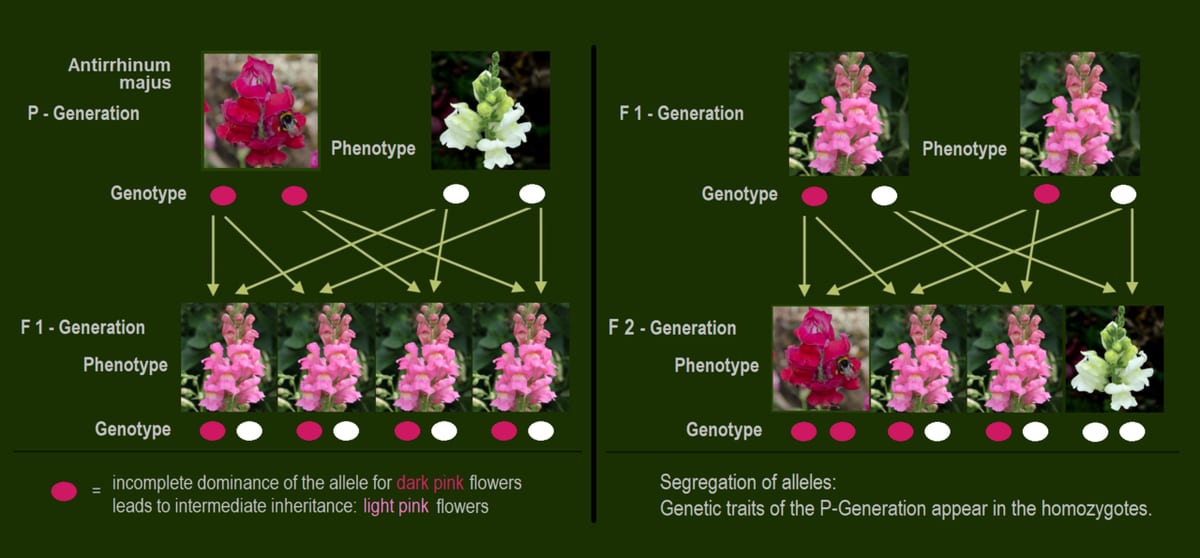 Antirrhinum
majus
P - Generation
Phenotype
Genotype
F 1 - Generation
Phenotype
Genotype
= incomplete dominance of the allele for dark pink flowers
leads to intermediate inheritance: light pink flowers
F 1 - Generation
Phenotype
Genotype
F 2 - Generation
Phenotype
Genotype
Segregation of alleles:
Genetic traits of the P-Generation appear in the homozygotes.